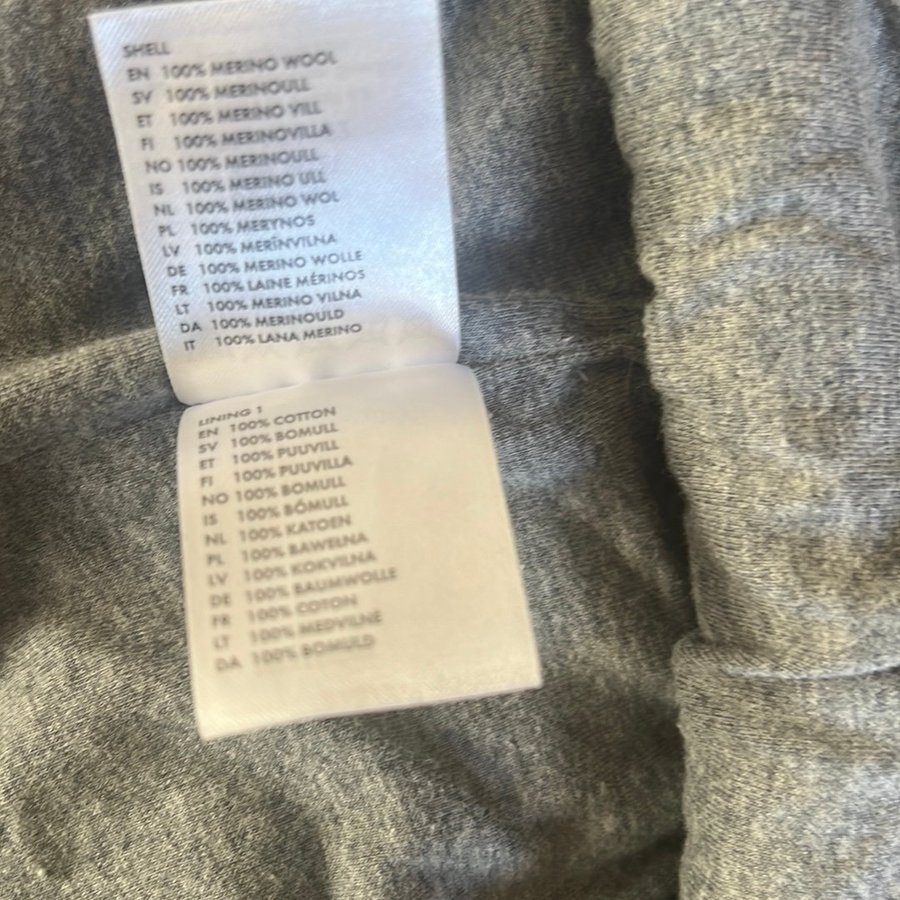 SHELL
EN 100% MERINO WOOL
SV 100% MERINOULL
ET 100% MERINO VILL
FI 100% MERINOVILLA
NO 100% MERINOULL
IS 100% MERINO ULL
NL 100% MERINO WOL
PL 100% MERYNOS
LV 100% MERĪNVILNA
DE 100% MERINO WOLLE
FR 100% LAINE MÉRINOS
LT 100% MERINO VILNA
DA 100% MERINOULD
IT 100% LANA MERINO
LINING 1
EN 100% COTTON
SV 100% BOMULL
ET 100% PUUVILL
FI 100% PUUVILLA
NO 100% BOMULL
IS 100% BÓMULL
NL 100% KATOEN
PL 100% BAWEŁNA
LV 100% KOKVILNA
DE 100% BAUMWOLLE
FR 100% COTON
LT 100% MEDVILNĖ
DA 100% BOMULD